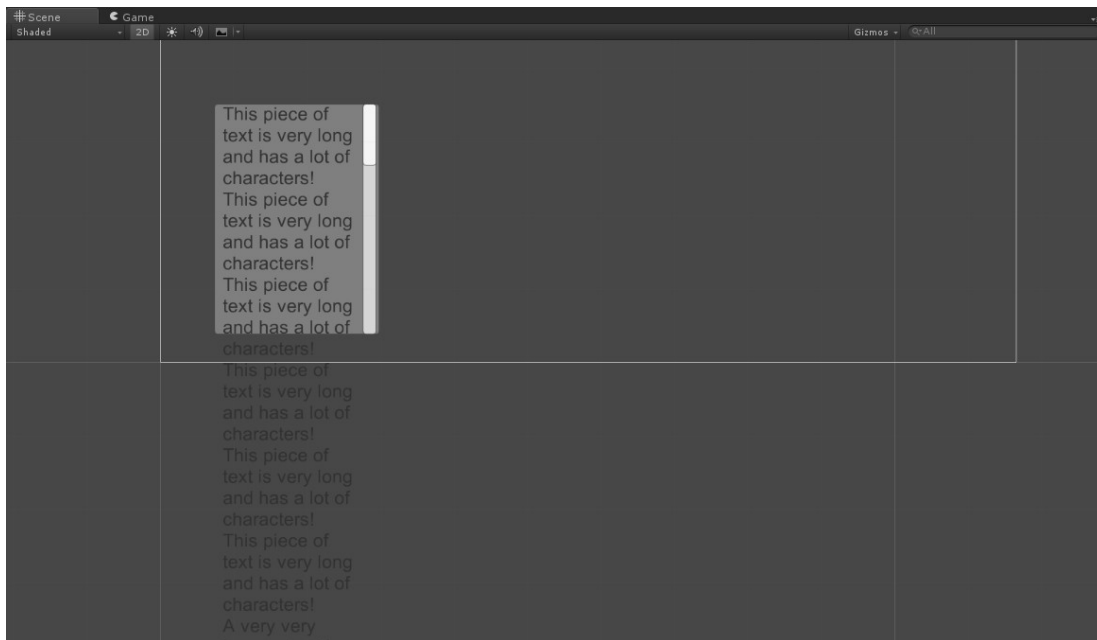 Scene Game
Shaded 2D Gizmos All
This piece of
text is very long
and has a lot of
characters!
This piece of
text is very long
and has a lot of
characters!
This piece of
text is very long
and has a lot of
characters!
This piece of
text is very long
and has a lot of
characters!
This piece of
text is very long
and has a lot of
characters!
This piece of
text is very long
and has a lot of
characters!
A very very